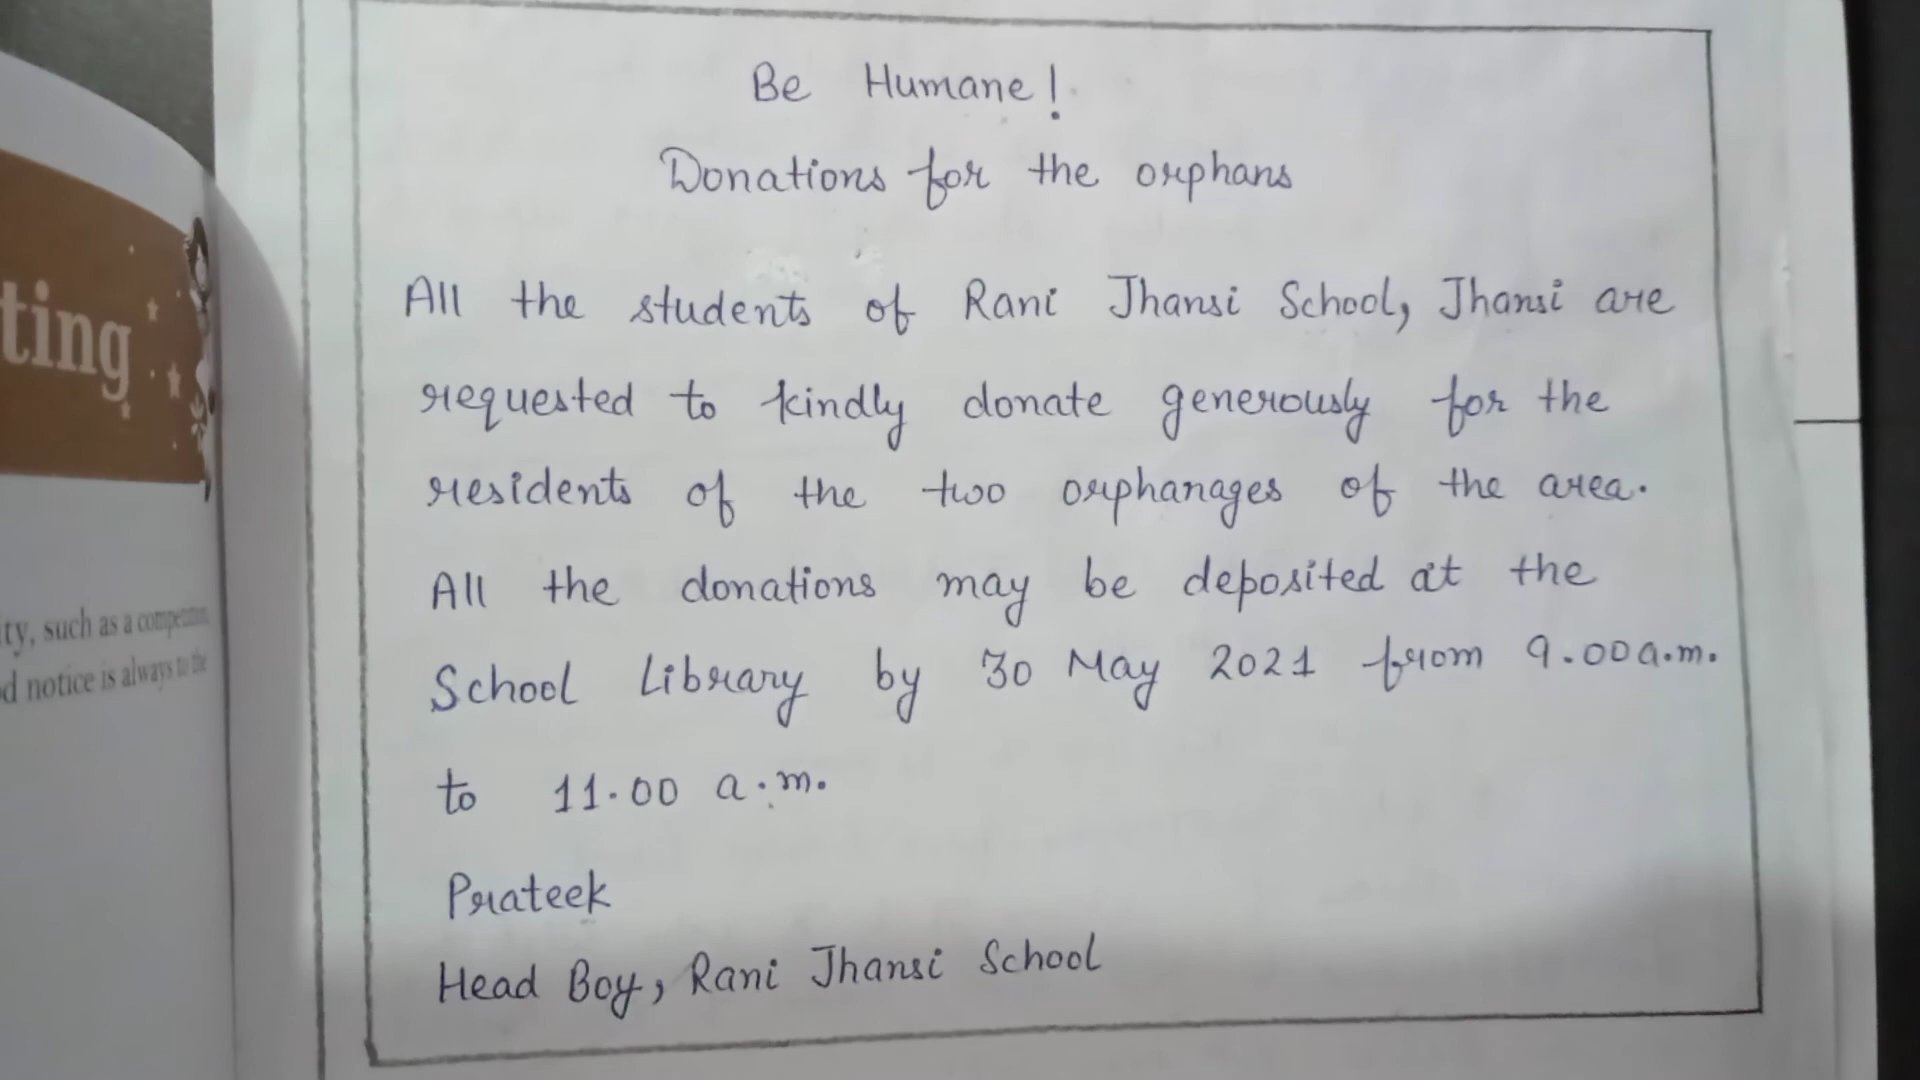 Be Humane!
Donations for the orphans
All the students of Rani Jhansi School, Jhansi are
requested to kindly donate generously for the
residents of the two orphanages of the area.
All the donations may be deposited at the
School Library by 30 May 2021 from 9.00a.m.
to 11.00 a.m.
Prateek
Head Boy, Rani Jhansi School
ting
ty, such as a
d notice is always to the